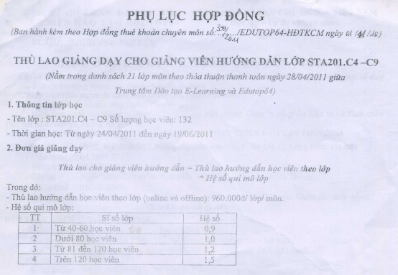 PHỤ LỤC HỢP ĐỒNG
(Ban hành kèm theo Hợp đồng thuê khoán chuyên môn số /EDUTOP64-HĐTKCM ngày
THÙ LAO GIẢNG DẠY CHO GIẢNG VIÊN HƯỚNG DẪN LỚP STA201.C4 –C9
(Nằm trong danh sách 21 lớp môn theo thỏa thuận thanh toán ngày 28/04/2011 giữa
Trung tâm Đào tạo E-Learning và Edutop64)
1. Thông tin lớp học
- Tên lớp : STA201.C4 – C9 Số lượng học viên: 132
- Thời gian học: Từ ngày 24/04/2011 đến ngày 19/06/2011
2. Đơn giá giảng dạy
Thù lao cho giảng viên hướng dẫn = Thù lao hướng dẫn học viên theo lớp
* Hệ số qui mô lớp
Trong đó:
- Thù lao hướng dẫn học viên theo lớp (online và offline): 960.000đ/ lớp/ môn.
- Hệ số qui mô lớp:
TT Sĩ số lớp Hệ số
1 Từ 40-60 học viên 0,9
2 Dưới 80 học viên 1,0
3 Từ 81 đến 120 học viên 1,2
4 Trên 120 học viên 1,5